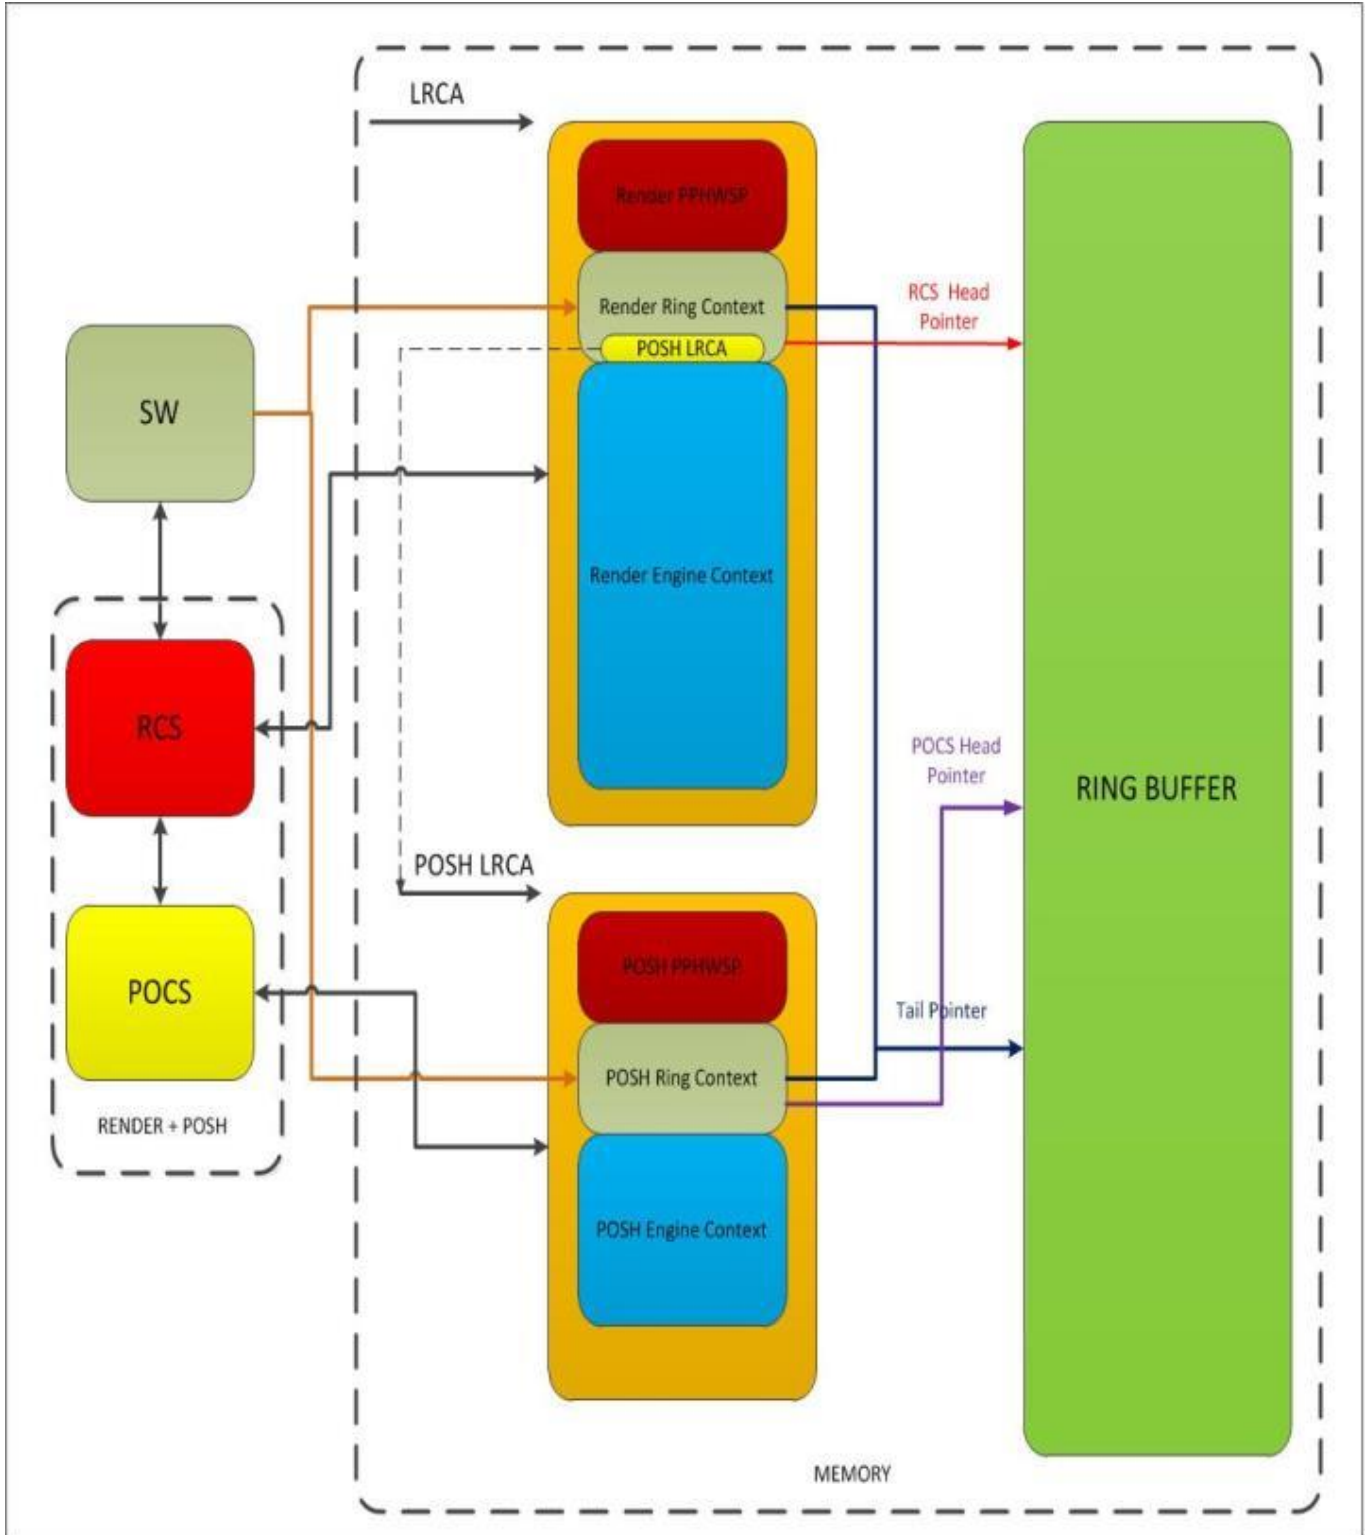 LRCA
Render PPHWSP
Render Ring Context
POSH LRCA
RCS Head
Pointer
SW
Render Engine Context
RCS
POCS Head
Pointer
RING BUFFER
POSH LRCA
POSH PPHWSP
POCS
Tail Pointer
POSH Ring Context
RENDER + POSH
POSH Engine Context
MEMORY